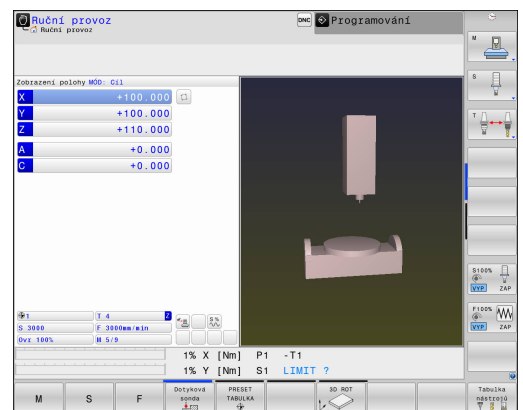 Ruční provoz
Ruční provoz
DNC
Programování
Zobrazení polohy MÓD: Cíl
X +100.000
Y +100.000
Z +110.000
A +0.000
C +0.000
1 T 4 Z
S 3000 F 3000mm/min
Ovr 100% M 5/9
S %
1% X [Nm] P1 -T1
1% Y [Nm] S1 LIMIT ?
M
S
T
S100%
VYP ZAP
F100%
VYP ZAP
M
S
F
Dotyková sonda
PRESET TABULKA
3D ROT
Tabulka nástrojů